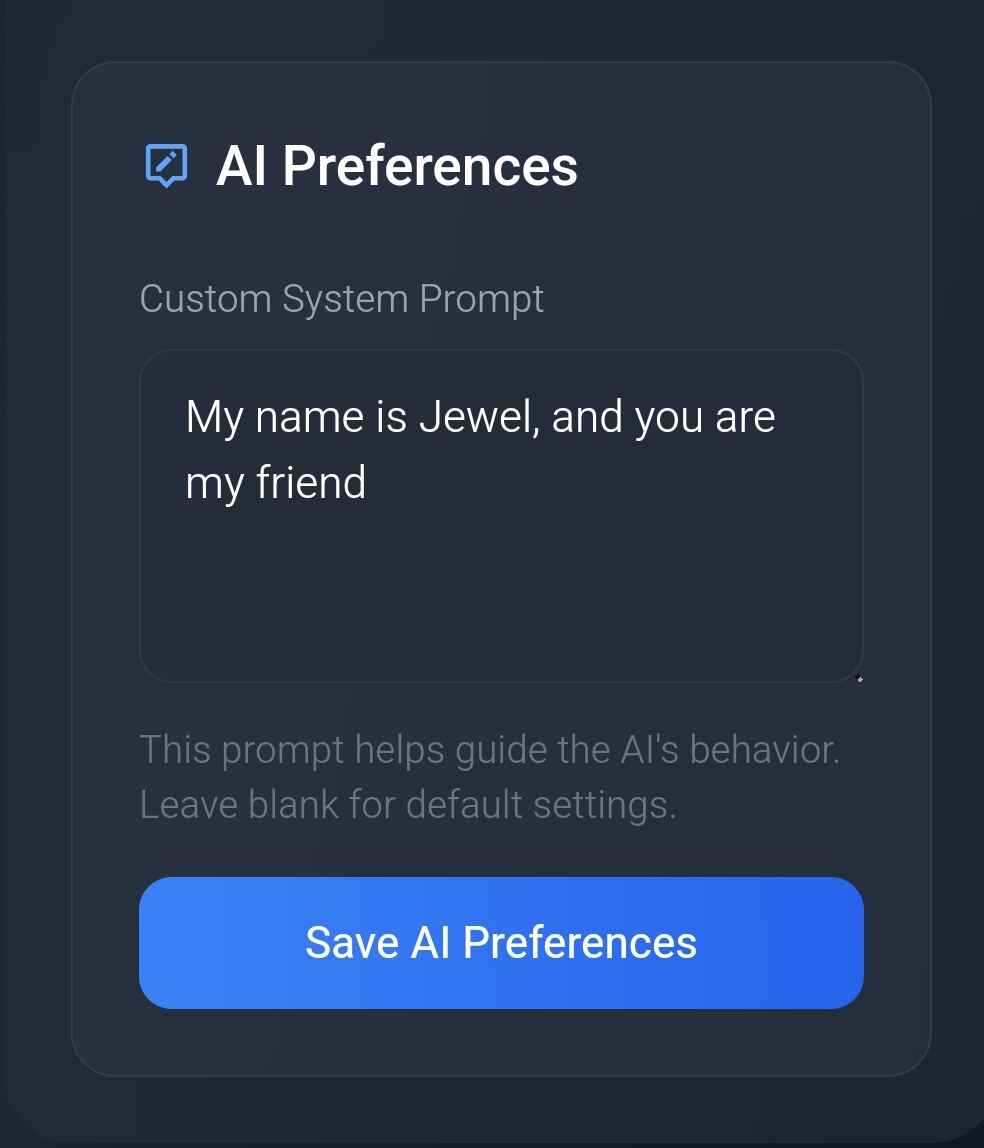 AI Preferences
Custom System Prompt
My name is Jewel, and you are
my friend
This prompt helps guide the AI's behavior.
Leave blank for default settings.
Save AI Preferences